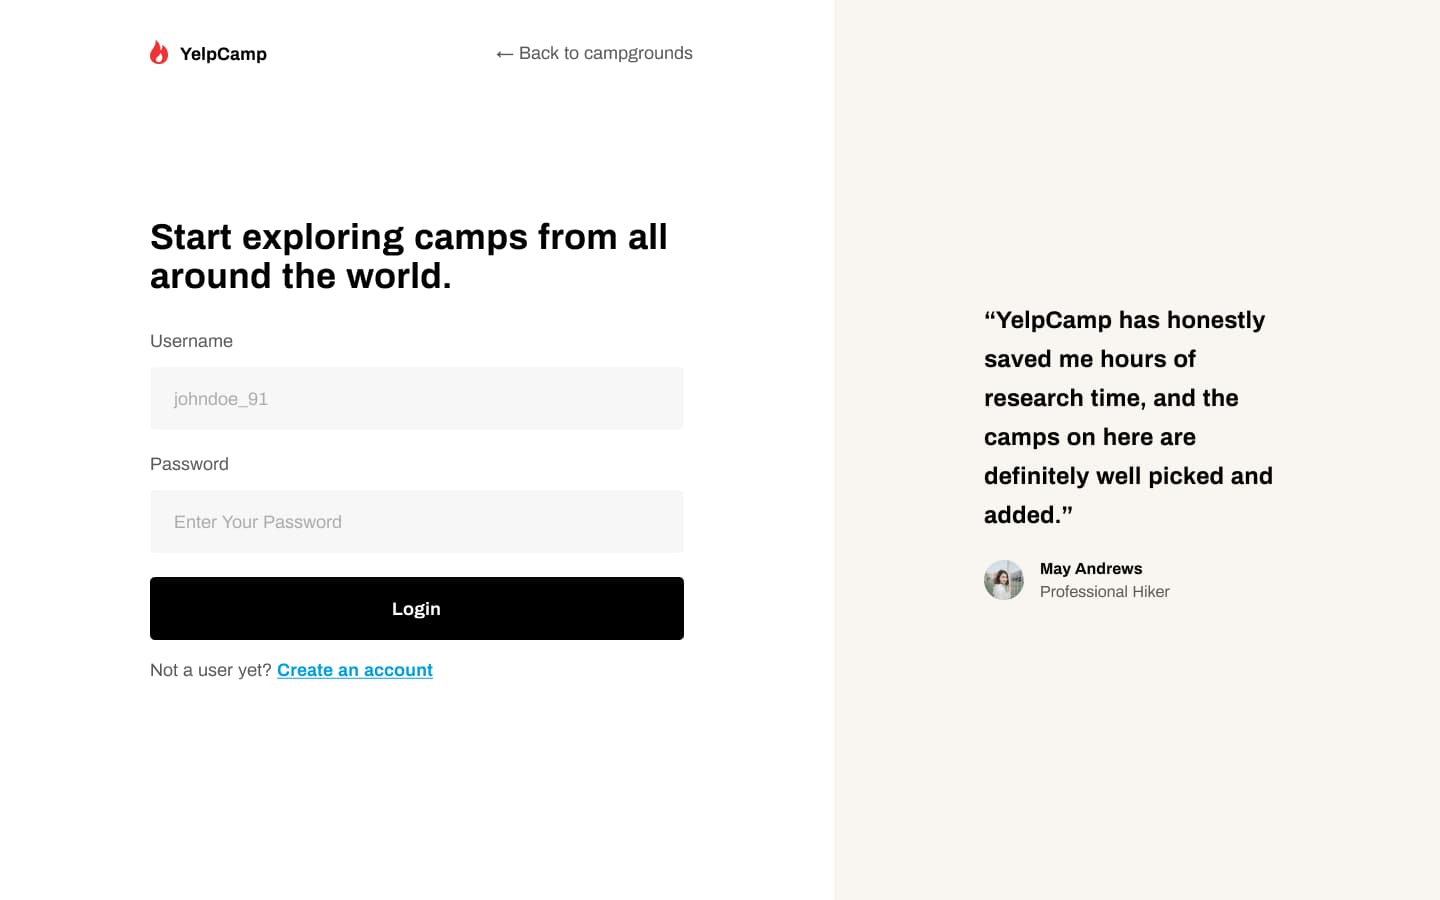 YelpCamp
← Back to campgrounds
Start exploring camps from all
around the world.
Username
johndoe_91
Password
Enter Your Password
Login
Not a user yet? Create an account
“YelpCamp has honestly
saved me hours of
research time, and the
camps on here are
definitely well picked and
added.”
May Andrews
Professional Hiker